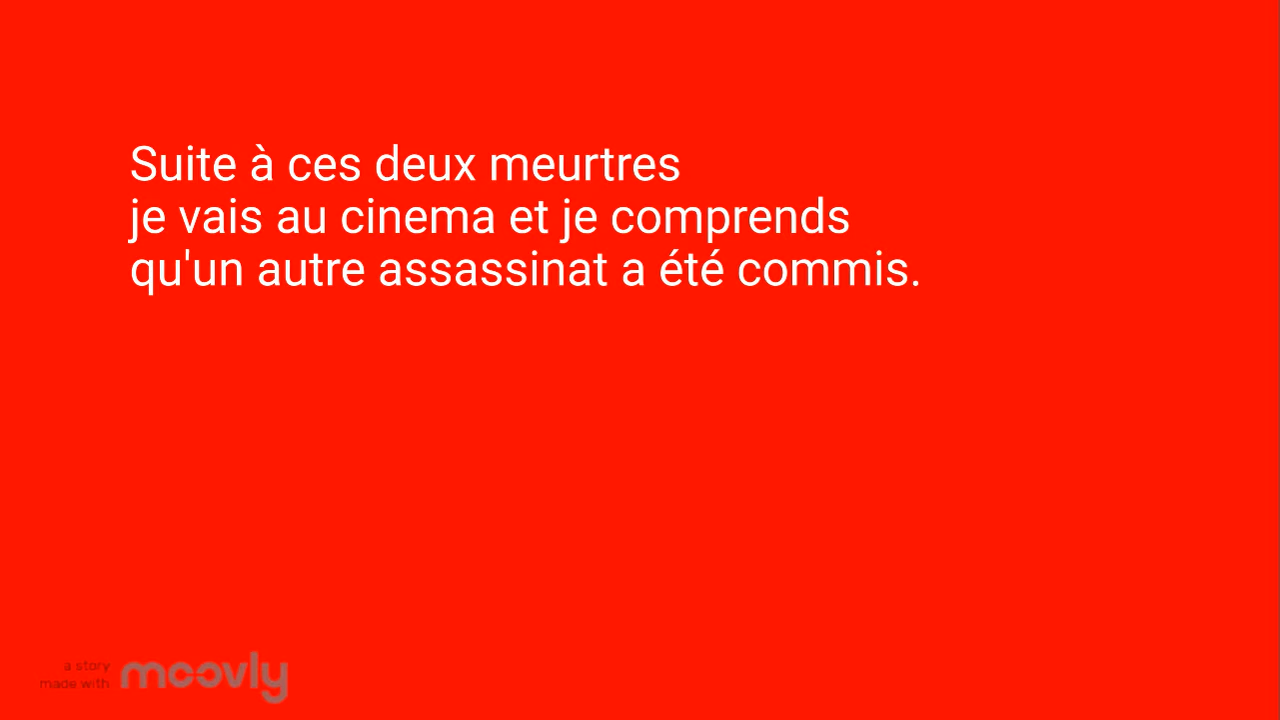 Suite à ces deux meurtres
je vais au cinema et je comprends
qu'un autre assassinat a été commis.
a story
made with
moovly